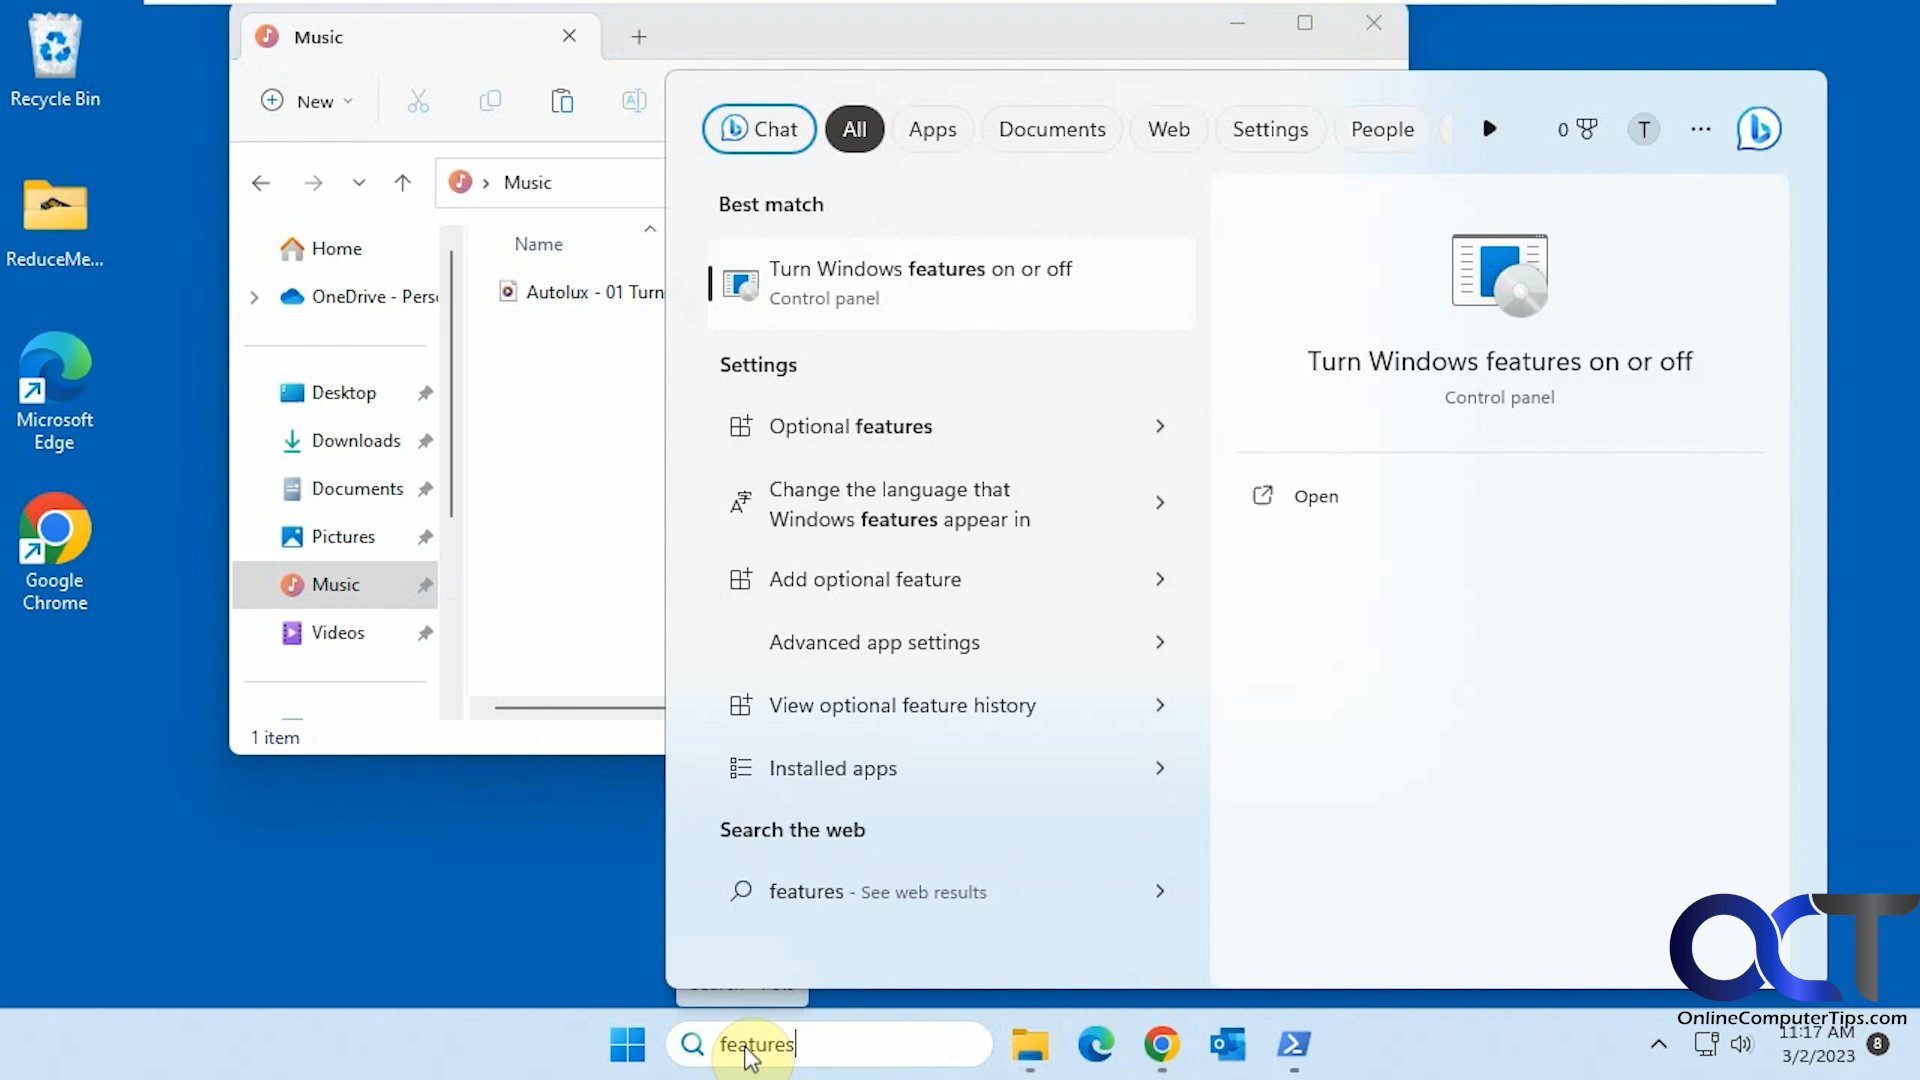 Recycle Bin
ReduceMe...
Microsoft
Edge
Google
Chrome
Music
New
Music
Name
Home
OneDrive - Pers
Autolux - 01 Turn
Desktop
Downloads
Documents
Pictures
Music
Videos
1 item
Chat
All
Apps
Documents
Web
Settings
People
0
T
Best match
Turn Windows features on or off
Control panel
Settings
Optional features
Change the language that
Windows features appear in
Add optional feature
Advanced app settings
View optional feature history
Installed apps
Search the web
features - See web results
Turn Windows features on or off
Control panel
Open
OCT
OnlineComputerTips.com
features
11:17 AM
3/2/2023
8